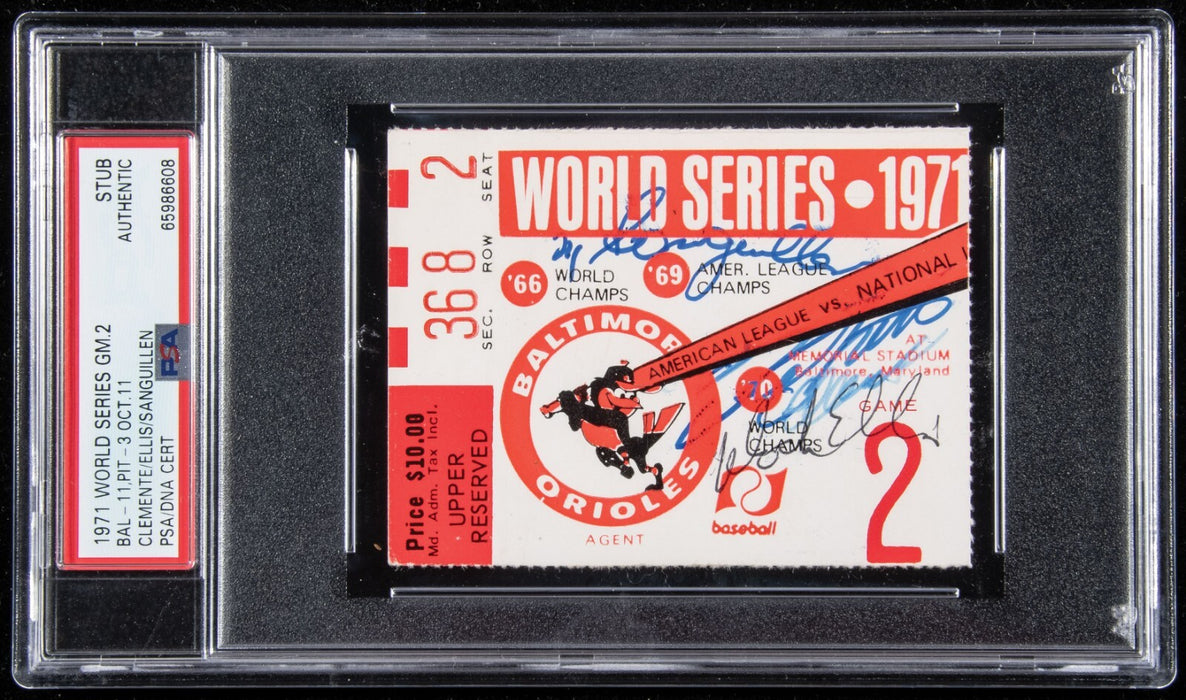 STUB
AUTHENTIC
65986608
1971 WORLD SERIES GM.2
BAL - 11, PIT - 3 OCT.11
CLEMENTE/ELLIS/SANGUILLEN
PSA/DNA CERT
PSA
SEC. 36 ROW 8 SEAT 2
Price $10.00
Md. Adm. Tax Incl.
UPPER
RESERVED
WORLD SERIES • 1971
M Sanguillen
'66 WORLD
CHAMPS
'69 AMER. LEAGUE
CHAMPS
AMERICAN LEAGUE vs. NATIONAL L
BALTIMORE
ORIOLES
AGENT
'70
WORLD
CHAMPS
baseball
AT-
MEMORIAL STADIUM
Baltimore, Maryland
GAME
2
Dock Ellis